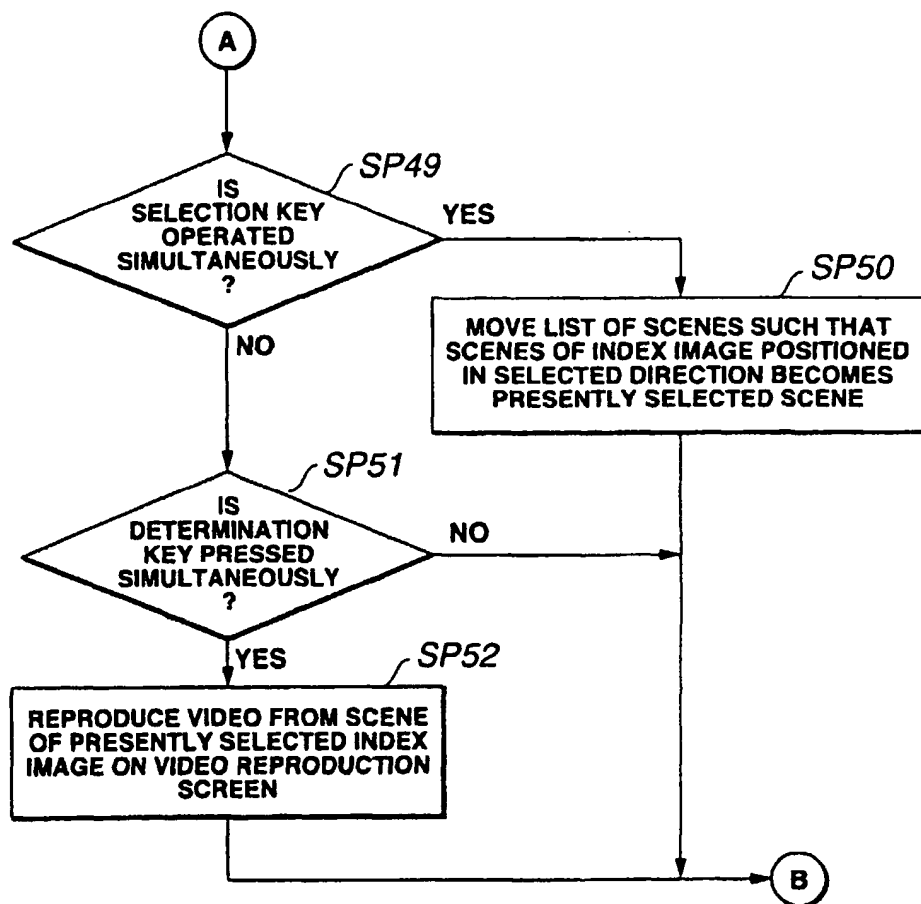 A
SP49
IS
SELECTION KEY
OPERATED
SIMULTANEOUSLY
?
YES
NO
SP50
MOVE LIST OF SCENES SUCH THAT
SCENES OF INDEX IMAGE POSITIONED
IN SELECTED DIRECTION BECOMES
PRESENTLY SELECTED SCENE
SP51
IS
DETERMINATION
KEY PRESSED
SIMULTANEOUSLY
?
NO
YES
SP52
REPRODUCE VIDEO FROM SCENE
OF PRESENTLY SELECTED INDEX
IMAGE ON VIDEO REPRODUCTION
SCREEN
B